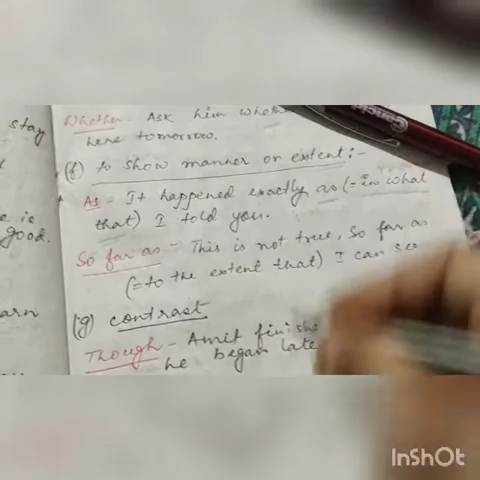 stay
is
good.
arn
Whether - Ask him
here tomorrow.
(f) to show manner or extent :-
As - It happened exactly as (= in what
that) I told you.
So far as - This is not true, so far as
(= to the extent that) I can see
(g) contrast
Though - Amit
he began late
InShOt